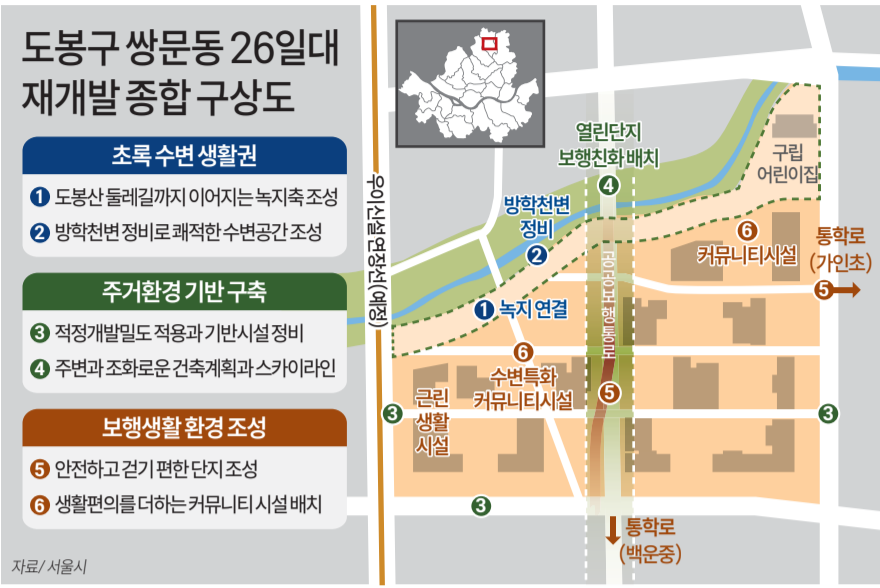 도봉구 쌍문동 26일대
재개발 종합 구상도
초록 수변 생활권
1 도봉산 둘레길까지 이어지는 녹지축 조성
2 방학천변 정비로 쾌적한 수변공간 조성
주거환경 기반 구축
3 적정개발밀도 적용과 기반시설 정비
4 주변과 조화로운 건축계획과 스카이라인
보행생활 환경 조성
5 안전하고 걷기 편한 단지 조성
6 생활편의를 더하는 커뮤니티 시설 배치
자료/ 서울시
우이신설연장선(예정)
열린단지
보행친화 배치
4
방학천변
정비
2
1 녹지 연결
구립
어린이집
6
커뮤니티시설
통학로
(가인초)
5
공공보행통로
6
수변특화
커뮤니티시설
5
근린
생활
시설
3
3
3
통학로
(백운중)